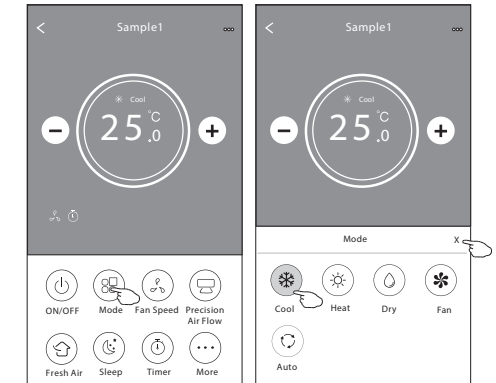 Sample1
Cool
25.0 °C
ON/OFF
Mode
Fan Speed
Precision
Air Flow
Fresh Air
Sleep
Timer
More
Sample1
Cool
25.0 °C
Mode
X
Cool
Heat
Dry
Fan
Auto